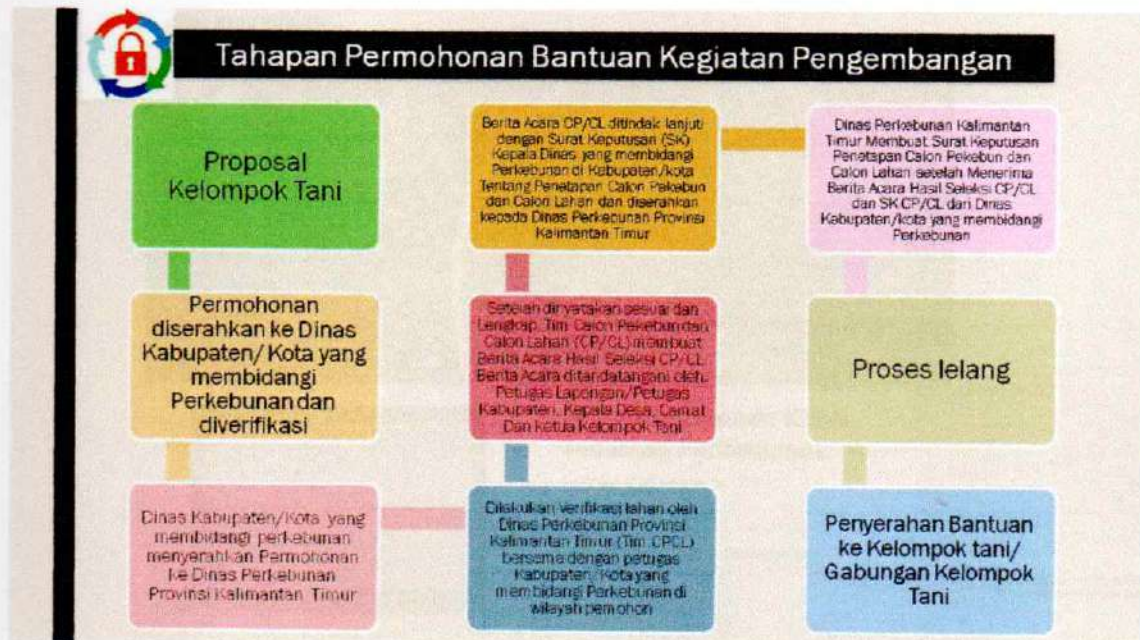 Tahapan Permohonan Bantuan Kegiatan Pengembangan
Proposal
Kelompok Tani
Permohonan
diserahkan ke Dinas
Kabupaten/ Kota yang
membidangi
Perkebunan dan
diverifikasi
Dinas Kabupaten/Kota yang
membidangi perkebunan
menyerahkan Permohonan
ke Dinas Perkebunan
Provinsi Kalimantan Timur
Dilakukan verifikasi lahan oleh
Dinas Perkebunan Provinsi
Kalimantan Timur (Tim CPCL)
bersama dengan petugas
Kabupaten/Kota yang
membidangi Perkebunan di
wilayah pemohon
Setelah dinyatakan sesuai dan
Lengkap, Tim Calon Pekebun dan
Calon Lahan (CP/CL) membuat
Berita Acara Hasil Seleksi CP/CL.
Berita Acara ditandatangani oleh
Petugas Lapongan/Petugas
Kabupaten, Kepala Desa, Camat
Dan Ketua Kelompok Tani
Berita Acara CP/CL ditindak lanjuti
dengan Surat Keputusan (SK)
Kepala Dinas yang membidangi
Perkebunan di Kabupaten/kota
Tentang Penetapan Calon Pekebun
dan Calon Lahan dan diserahkan
kepada Dinas Perkebunan Provinsi
Kalimantan Timur
Dinas Perkebunan Kalimantan
Timur Membuat Surat Keputusan
Penetapan Calon Pekebun dan
Calon Lahan setelah Menerima
Berita Acara Hasil Seleksi CP/CL
dan SK CP/CL dari Dinas
Kabupaten/kota yang membidangi
Perkebunan
Proses lelang
Penyerahan Bantuan
ke Kelompok tani/
Gabungan Kelompok
Tani